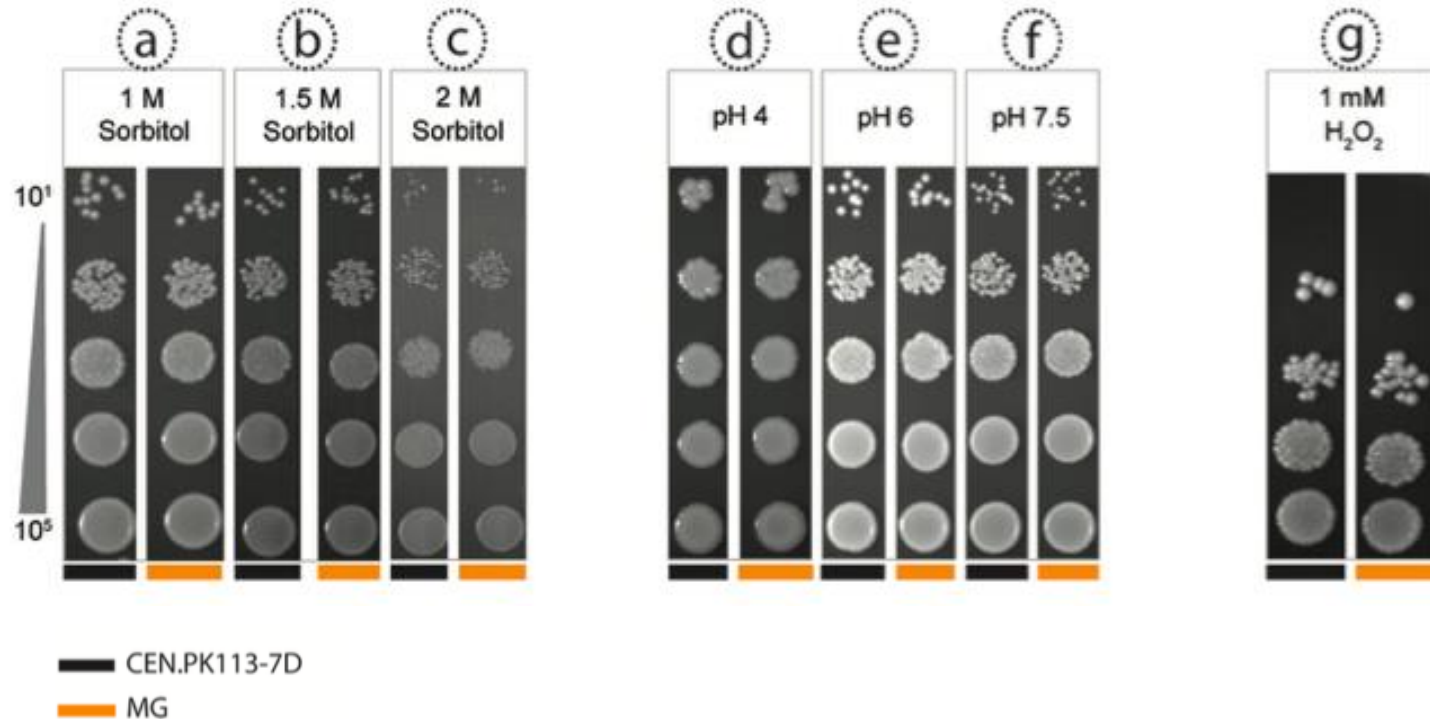 a b c d e f g
1 M 1.5 M 2 M pH 4 pH 6 pH 7.5 1 mM
Sorbitol Sorbitol Sorbitol H₂O₂
10¹
10⁵
CEN.PK113-7D
MG